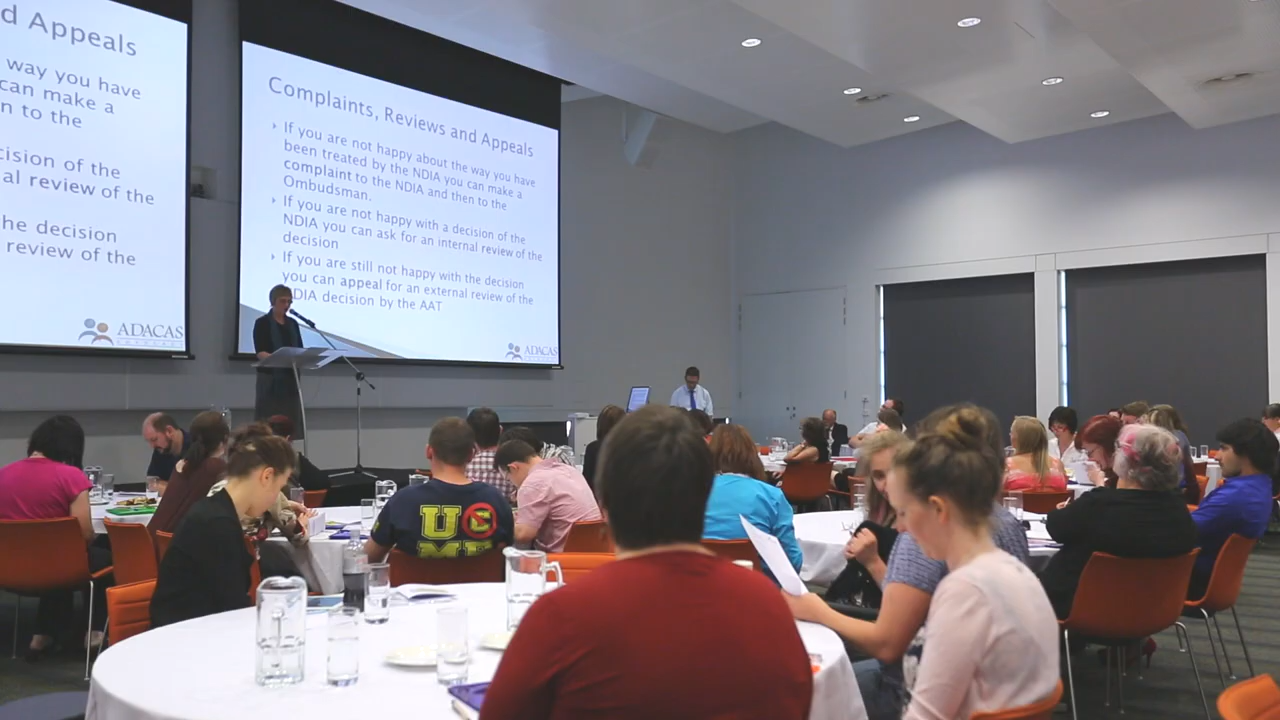 d Appeals
way you have
can make a
n to the
cision of the
al review of the
he decision
review of the
ADACAS
Complaints, Reviews and Appeals
If you are not happy about the way you have
been treated by the NDIA you can make a
complaint to the NDIA and then to the
Ombudsman.
If you are not happy with a decision of the
NDIA you can ask for an internal review of the
decision
If you are still not happy with the decision
you can appeal for an external review of the
NDIA decision by the AAT
ADACAS